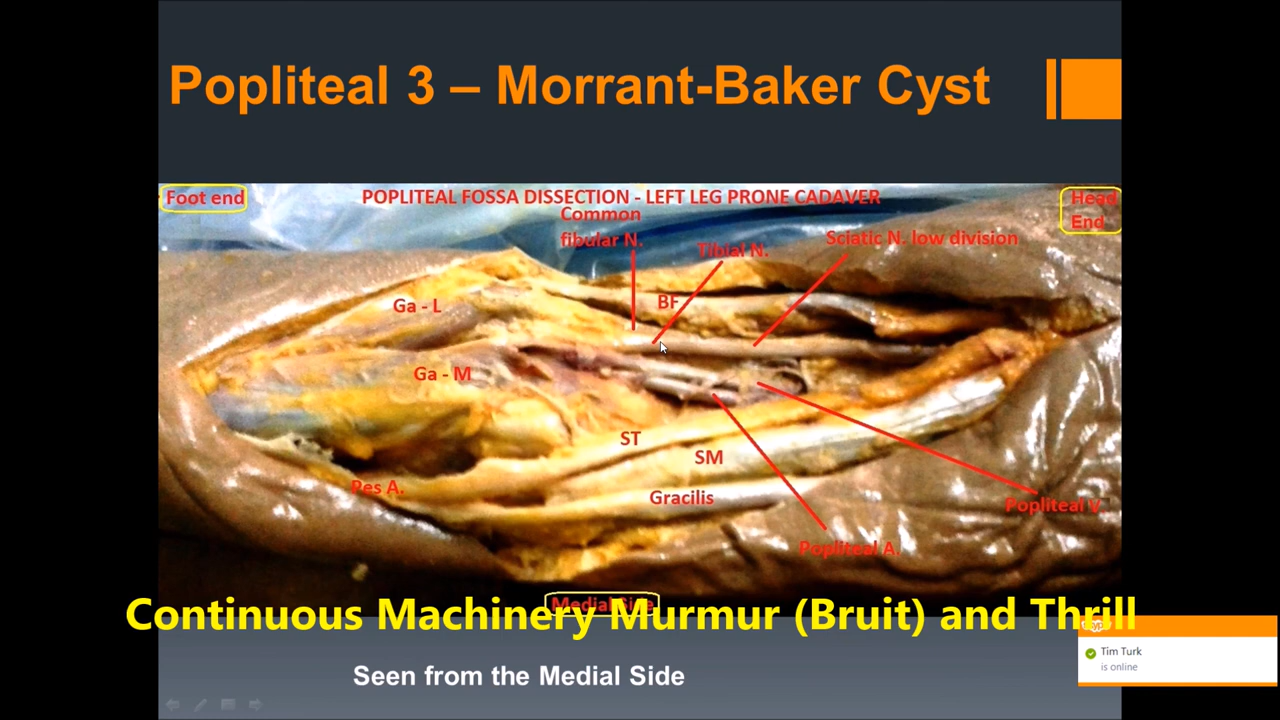 Popliteal 3 – Morrant-Baker Cyst
Foot end
POPLITEAL FOSSA DISSECTION - LEFT LEG PRONE CADAVER
Head
End
Common
fibular N.
Tibial N.
Sciatic N. low division
BF
Ga - L
Ga - M
ST
SM
Pes A.
Gracilis
Popliteal V.
Popliteal A.
Medial Side
Continuous Machinery Murmur (Bruit) and Thrill
Tim Turk
is online
Seen from the Medial Side